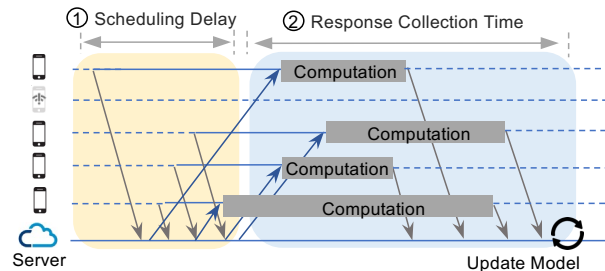 ① Scheduling Delay
② Response Collection Time
Computation
Computation
Computation
Computation
Server
Update Model